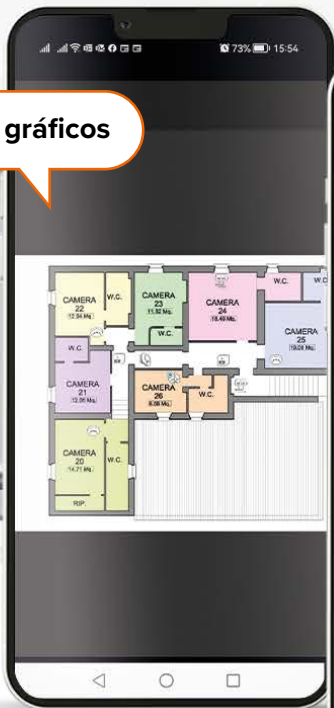 73% 15:54
gráficos
CAMERA
22
W.C.
CAMERA
23
W.C.
CAMERA
24
W.C.
W.C.
CAMERA
25
W.C.
CAMERA
21
CAMERA
26
W.C.
CAMERA
20
W.C.
RIP.